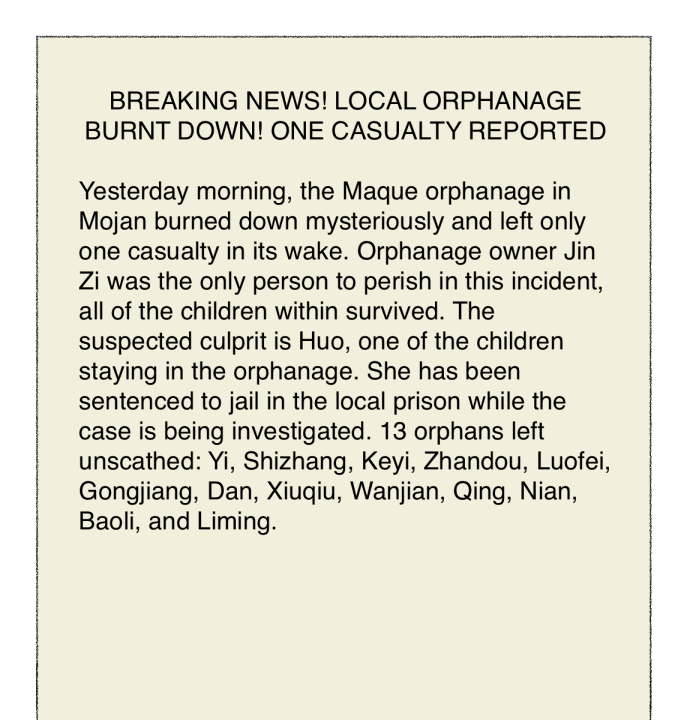 BREAKING NEWS! LOCAL ORPHANAGE
BURNT DOWN! ONE CASUALTY REPORTED
Yesterday morning, the Maque orphanage in
Mojan burned down mysteriously and left only
one casualty in its wake. Orphanage owner Jin
Zi was the only person to perish in this incident,
all of the children within survived. The
suspected culprit is Huo, one of the children
staying in the orphanage. She has been
sentenced to jail in the local prison while the
case is being investigated. 13 orphans left
unscathed: Yi, Shizhang, Keyi, Zhandou, Luofei,
Gongjiang, Dan, Xiuqiu, Wanjian, Qing, Nian,
Baoli, and Liming.